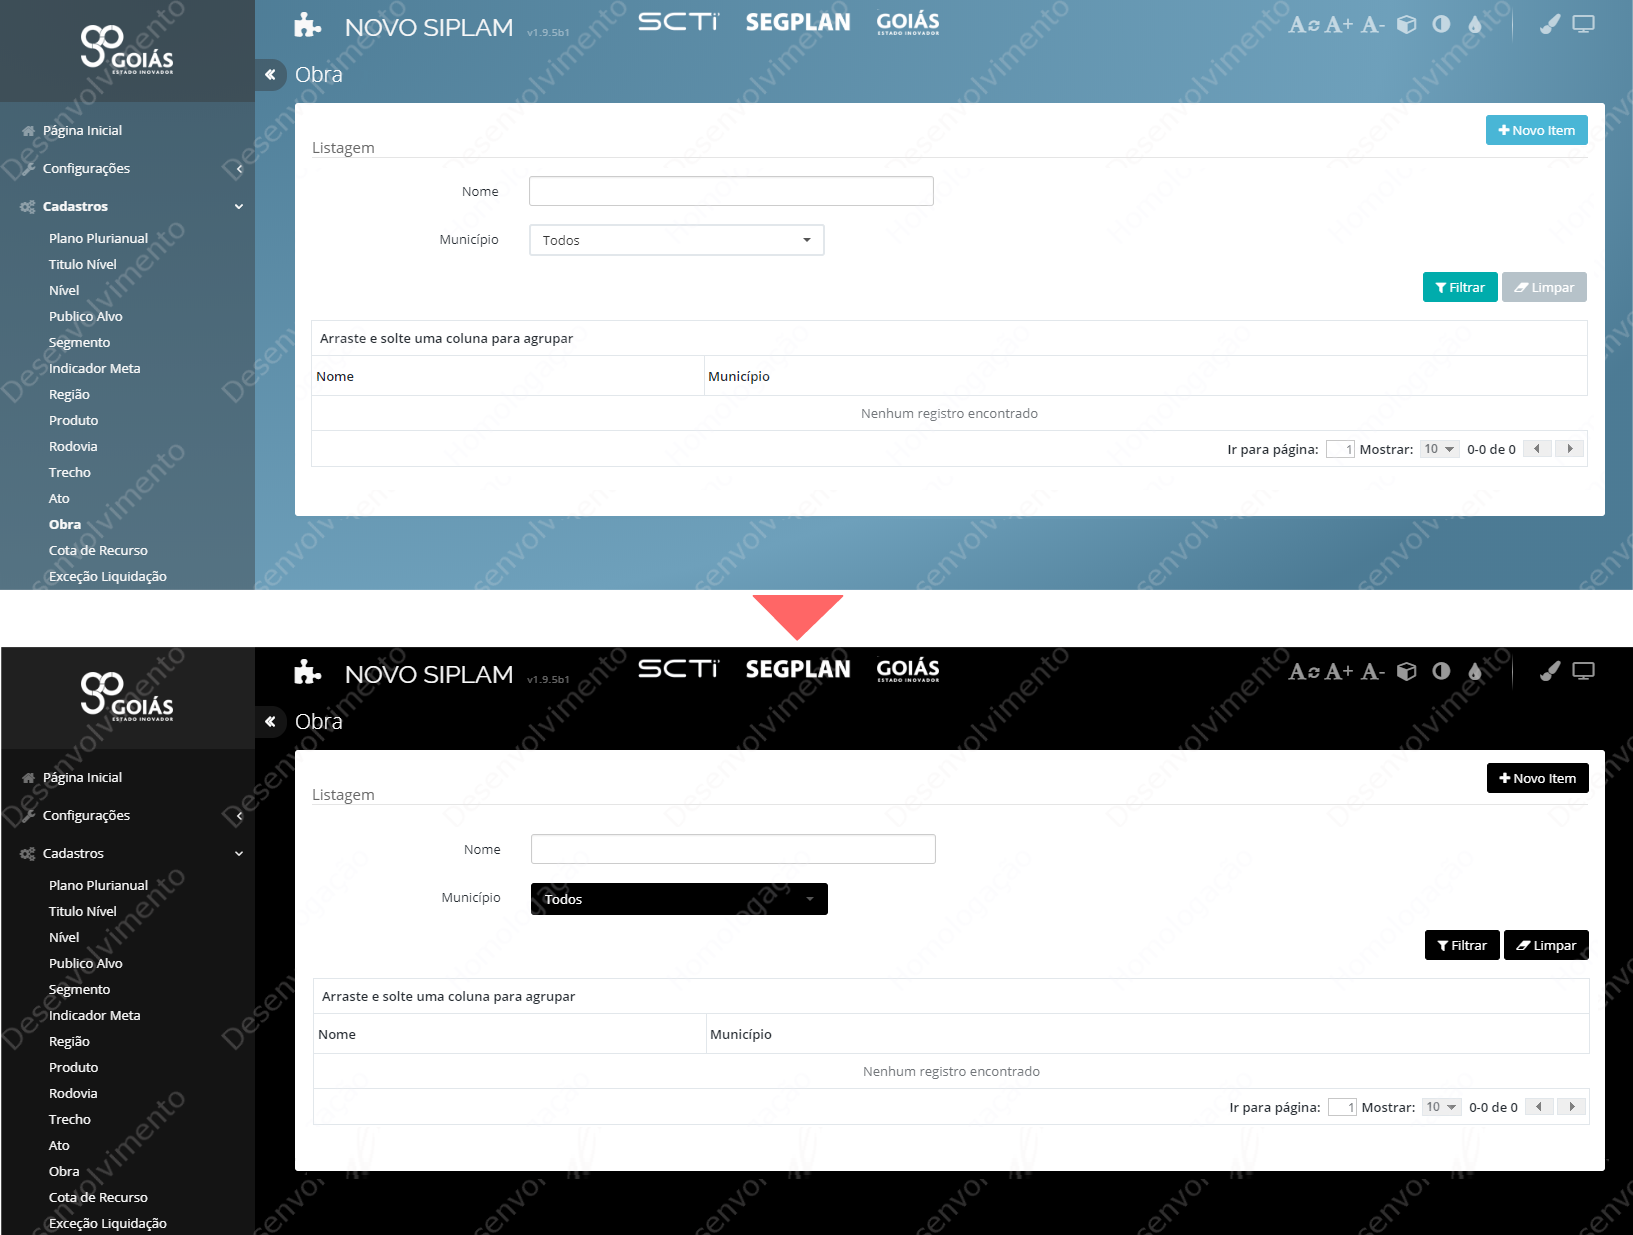 GOIÁS
ESTADO INOVADOR
NOVO SIPLAM v1.9.5b1
SCTi SEGPLAN GOIÁS
ESTADO INOVADOR
A A+ A-
Obra
Página Inicial
Configurações
Cadastros
Plano Plurianual
Titulo Nível
Nível
Publico Alvo
Segmento
Indicador Meta
Região
Produto
Rodovia
Trecho
Ato
Obra
Cota de Recurso
Exceção Liquidação
Novo Item
Listagem
Nome
Município Todos
Filtrar Limpar
Arraste e solte uma coluna para agrupar
Nome Município
Nenhum registro encontrado
Ir para página: 1 Mostrar: 10 0-0 de 0
Desenvolvimento
Homologação
GOIÁS
ESTADO INOVADOR
NOVO SIPLAM v1.9.5b1
SCTi SEGPLAN GOIÁS
ESTADO INOVADOR
A A+ A-
Obra
Página Inicial
Configurações
Cadastros
Plano Plurianual
Titulo Nível
Nível
Publico Alvo
Segmento
Indicador Meta
Região
Produto
Rodovia
Trecho
Ato
Obra
Cota de Recurso
Exceção Liquidação
Novo Item
Listagem
Nome
Município Todos
Filtrar Limpar
Arraste e solte uma coluna para agrupar
Nome Município
Nenhum registro encontrado
Ir para página: 1 Mostrar: 10 0-0 de 0
Desenvolvimento
Homologação